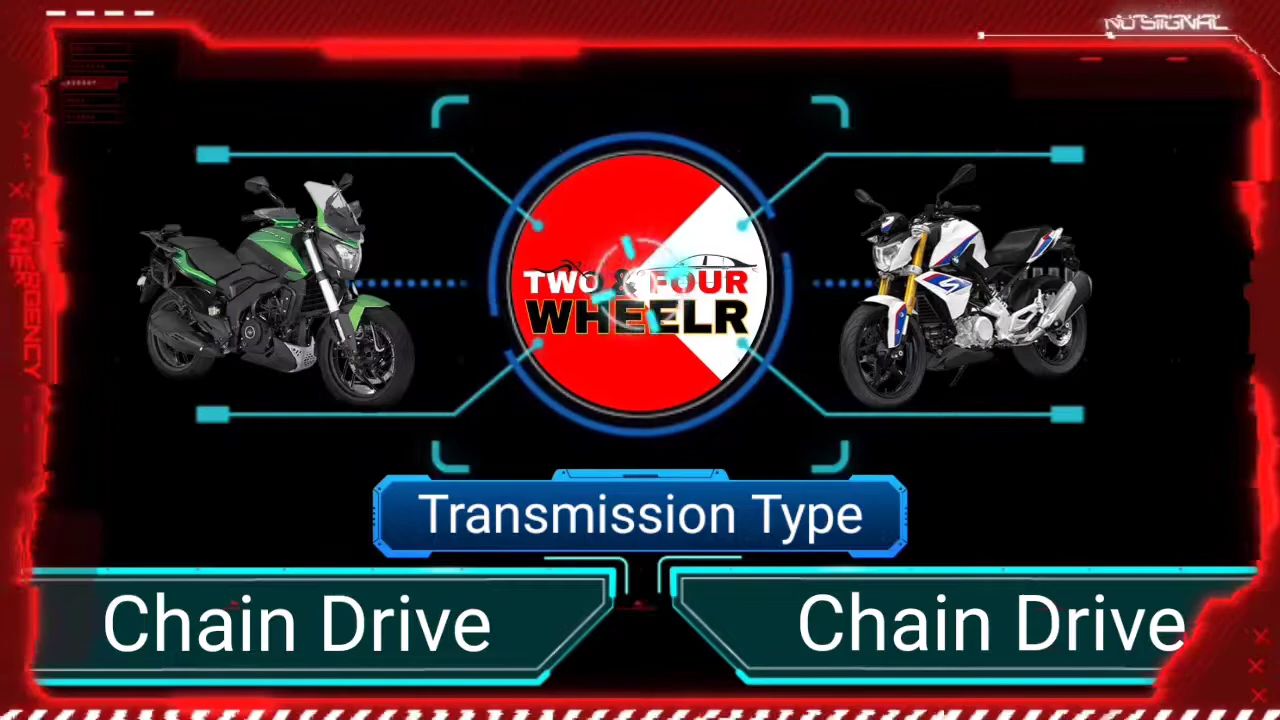 NO SIGNAL
EMERGENCY
TWO & FOUR
WHEELR
Transmission Type
Chain Drive
Chain Drive